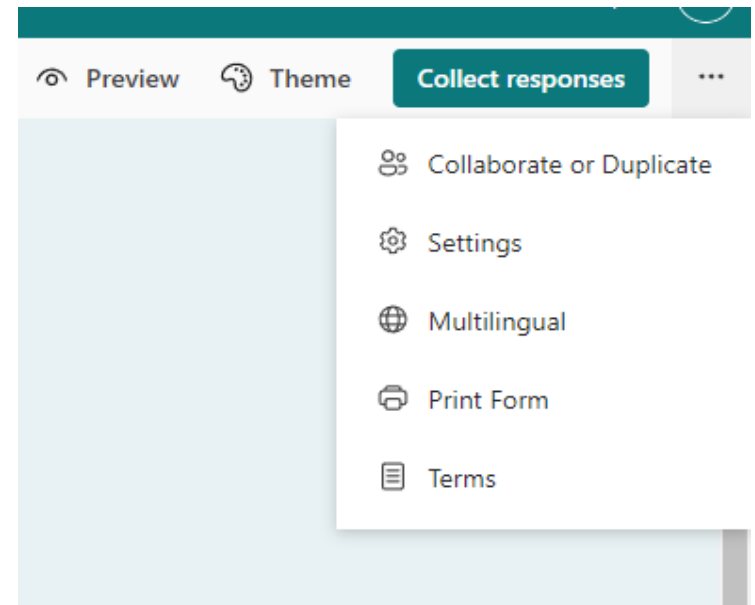 Preview Theme Collect responses ...
Collaborate or Duplicate
Settings
Multilingual
Print Form
Terms